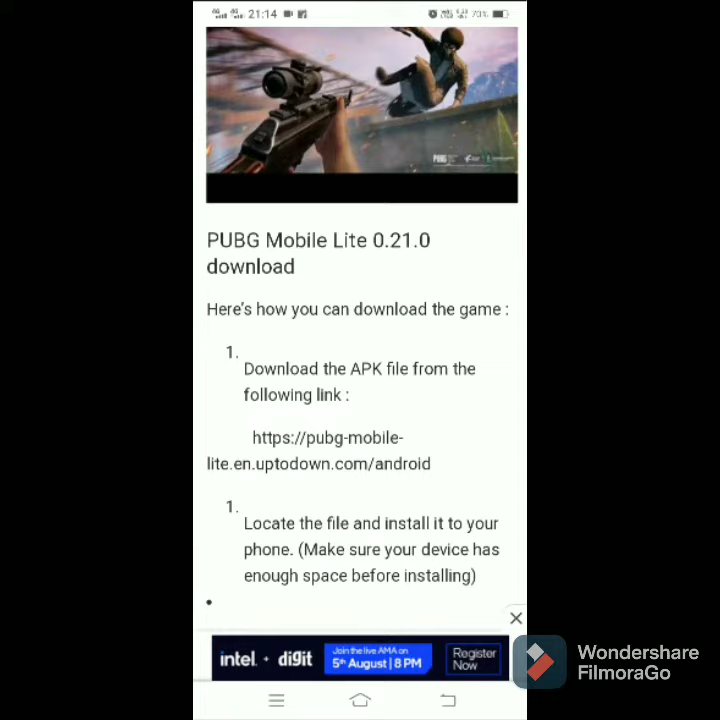 21:14
70%
PUBG
PUBG Mobile Lite 0.21.0
download
Here's how you can download the game :
1.
Download the APK file from the
following link :
https://pubg-mobile-
lite.en.uptodown.com/android
1.
Locate the file and install it to your
phone. (Make sure your device has
enough space before installing)
intel. + digit
Join the live AMA on
5th August | 8 PM
Register
Now
Wondershare
FilmoraGo